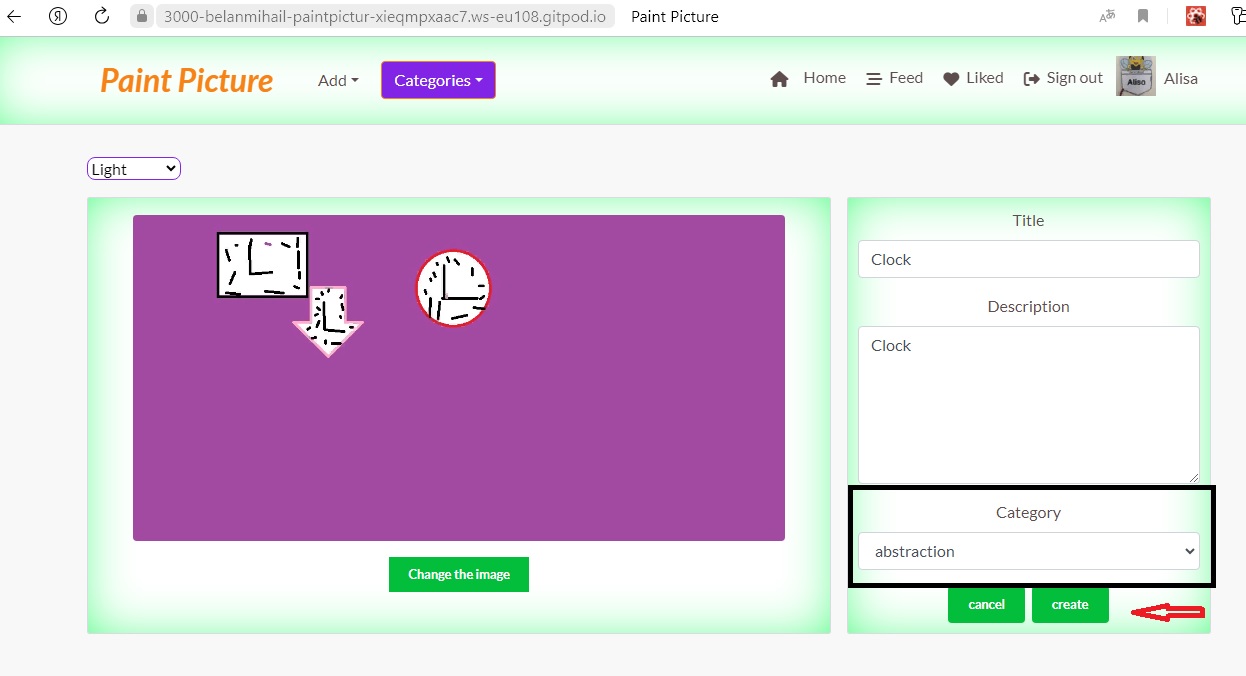 3000-belanmihail-paintpictur-xieqmpxaac7.ws-eu108.gitpod.io Paint Picture
Paint Picture Add Categories Home Feed Liked Sign out Alisa
Light
Title
Clock
Description
Clock
Category
abstraction
Change the image
cancel create